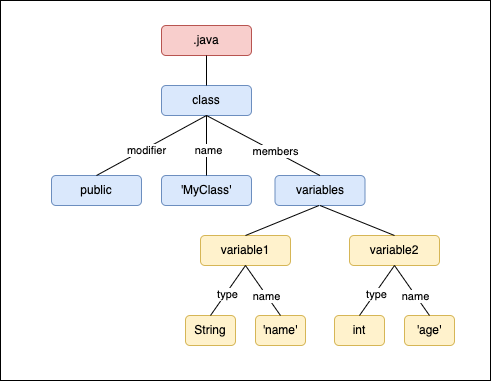 .java
class
modifier
name
members
public
'MyClass'
variables
variable1
variable2
type
name
type
name
String
'name'
int
'age'